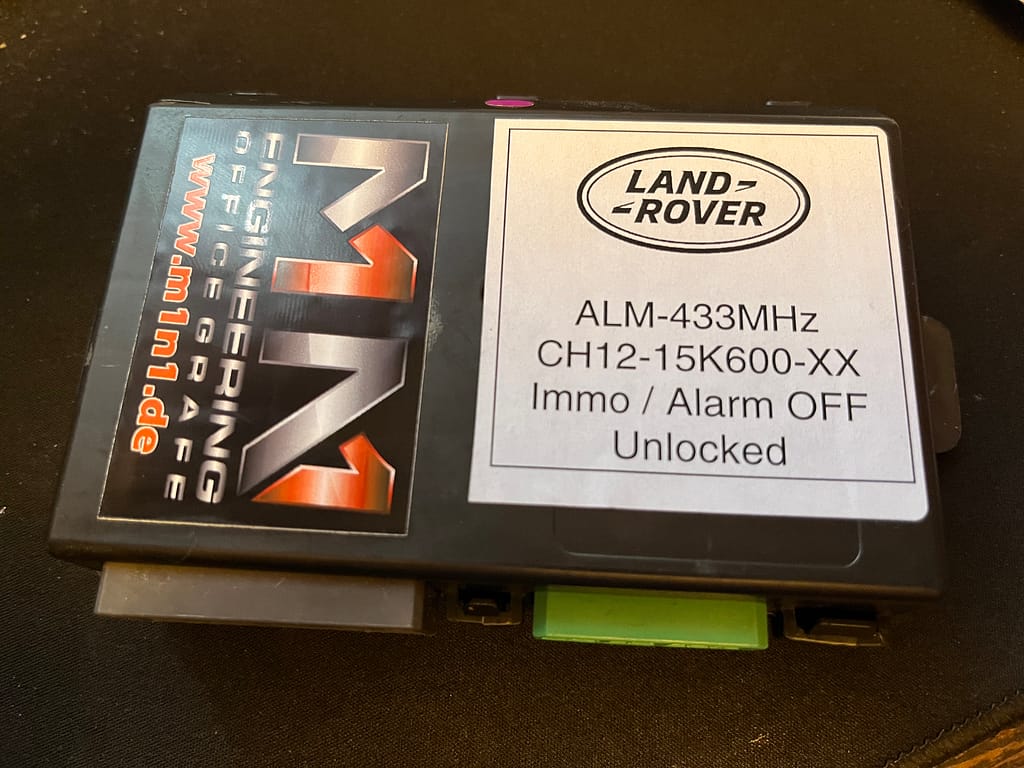 M1N1
ENGINEERING
OFFICE GRAFE
www.m1n1.de
LAND
ROVER
ALM-433MHz
CH12-15K600-XX
Immo / Alarm OFF
Unlocked